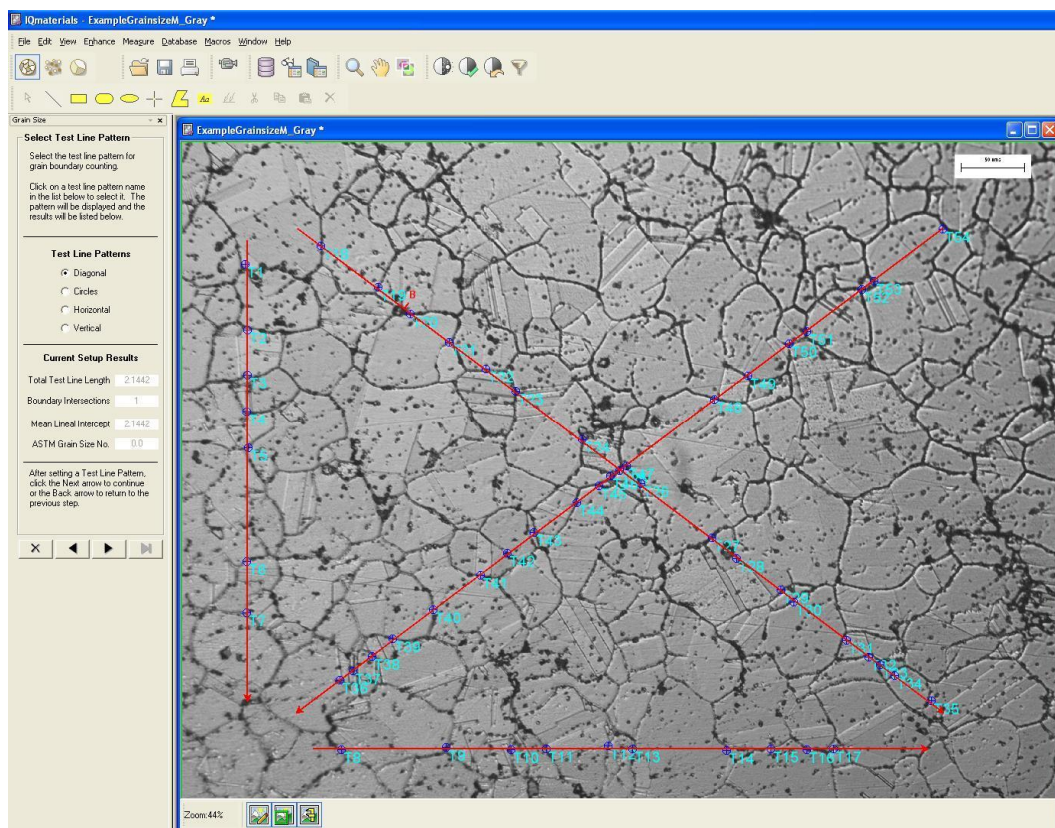 IQmaterials - ExampleGrainsizeM_Gray *
File Edit View Enhance Measure Database Macros Window Help
Aa
Grain Size
Select Test Line Pattern
Select the test line pattern for
grain boundary counting.
Click on a test line pattern name
in the list below to select it. The
pattern will be displayed and the
results will be listed below.
Test Line Patterns
Diagonal
Circles
Horizontal
Vertical
Current Setup Results
Total Test Line Length 2.1442
Boundary Intersections 1
Mean Lineal Intercept 2.1442
ASTM Grain Size No. 0.0
After setting a Test Line Pattern,
click the Next arrow to continue
or the Back arrow to return to the
previous step.
ExampleGrainsizeM_Gray *
T54
T1
B
T53
T52
T2
T51
T50
T3
T49
T48
T4
T5
T47
T45
T44
T43
T42
T6
T41
T40
T7
T39
T38
T37
T36
T34
T35
T8
T9
T10
T11
T12
T13
T14
T15
T16
T17
Zoom:44%